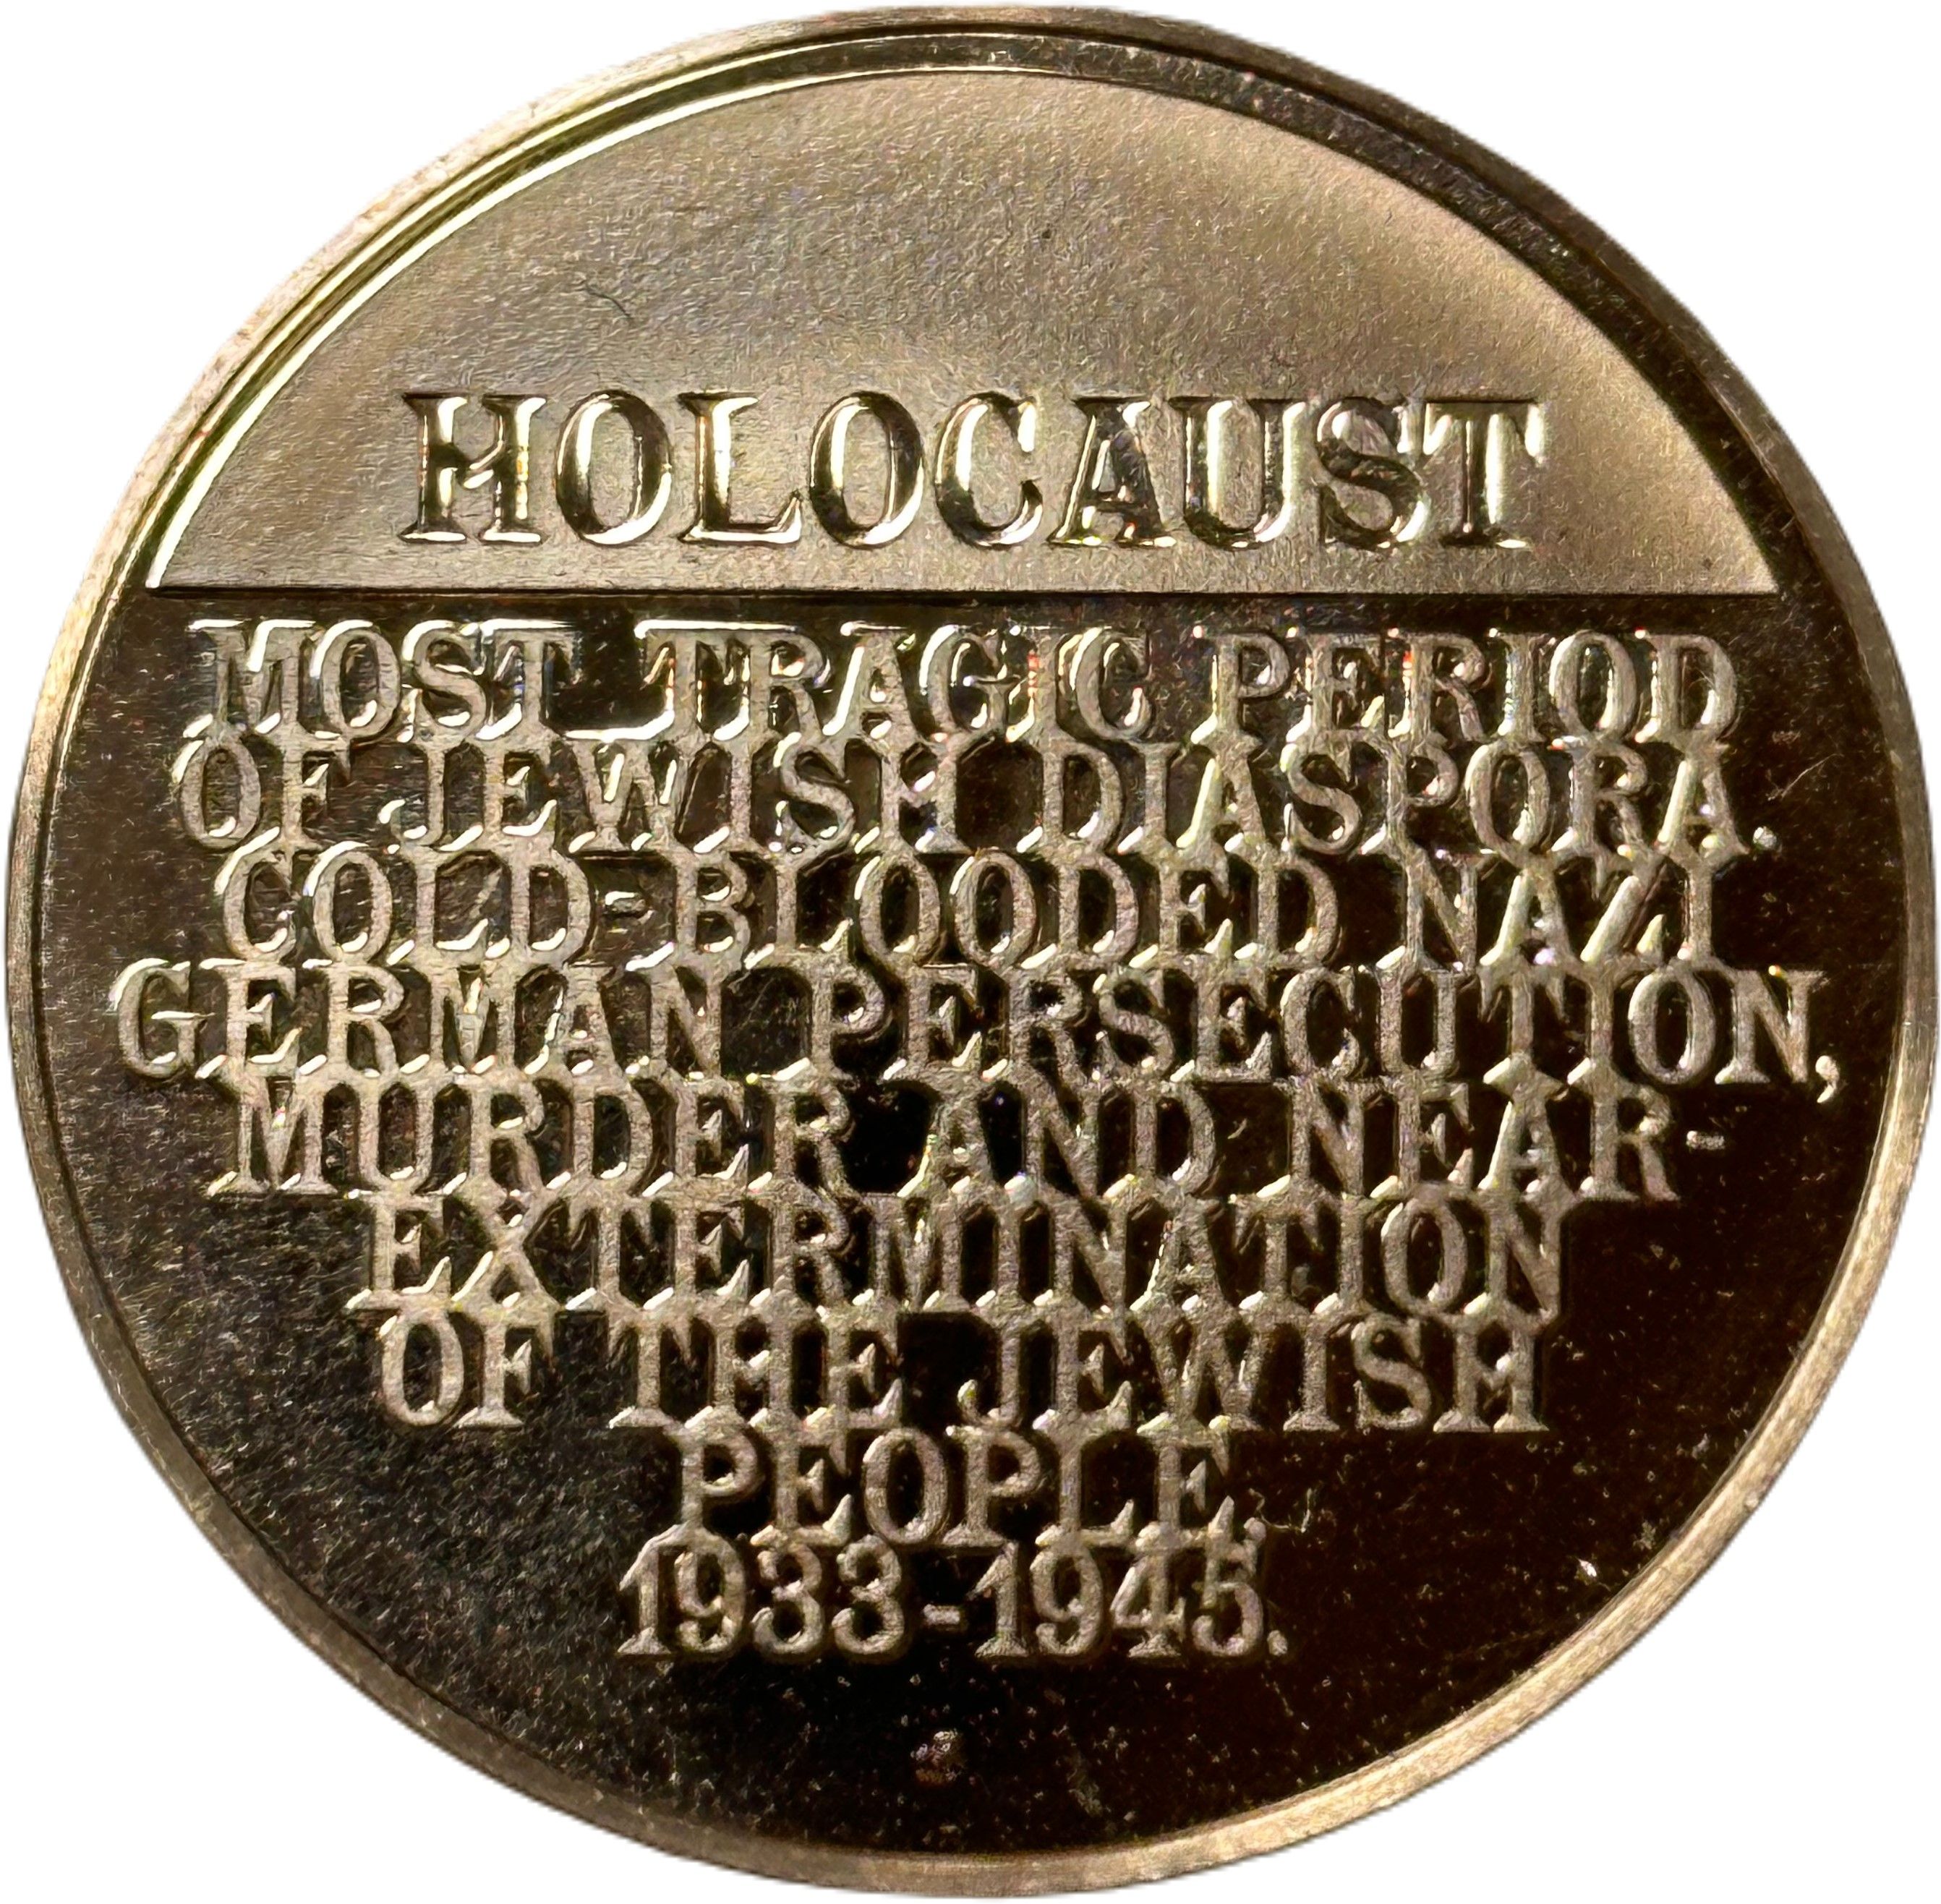 HOLOCAUST
MOST TRAGIC PERIOD
OF JEWISH DIASPORA.
COLD-BLOODED NAZI
GERMAN PERSECUTION,
MURDER AND NEAR-
EXTERMINATION
OF THE JEWISH
PEOPLE,
1933-1945.